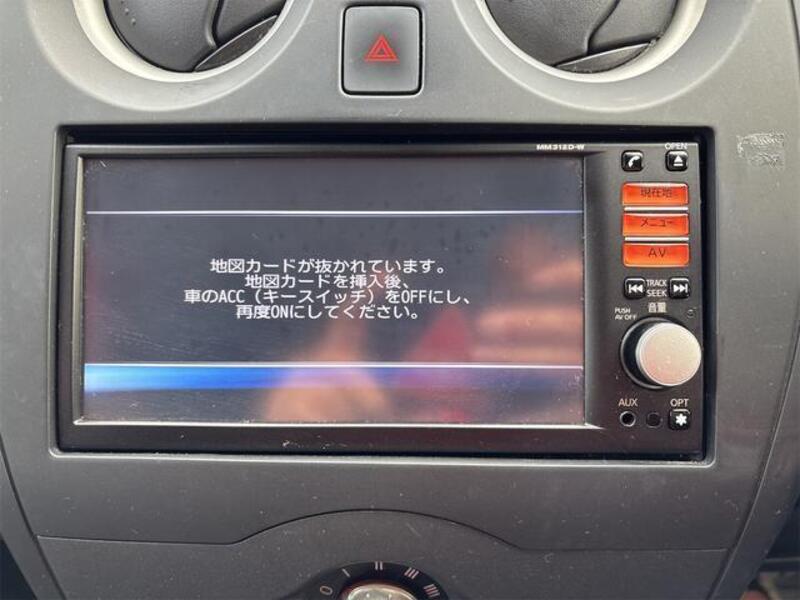 MM312D-W
OPEN
現在地
メニュー
AV
地図カードが抜かれています。
地図カードを挿入後、
車のACC（キースイッチ）をOFFにし、
再度ONにしてください。
TRACK
SEEK
音量
PUSH
AV OFF
AUX
OPT